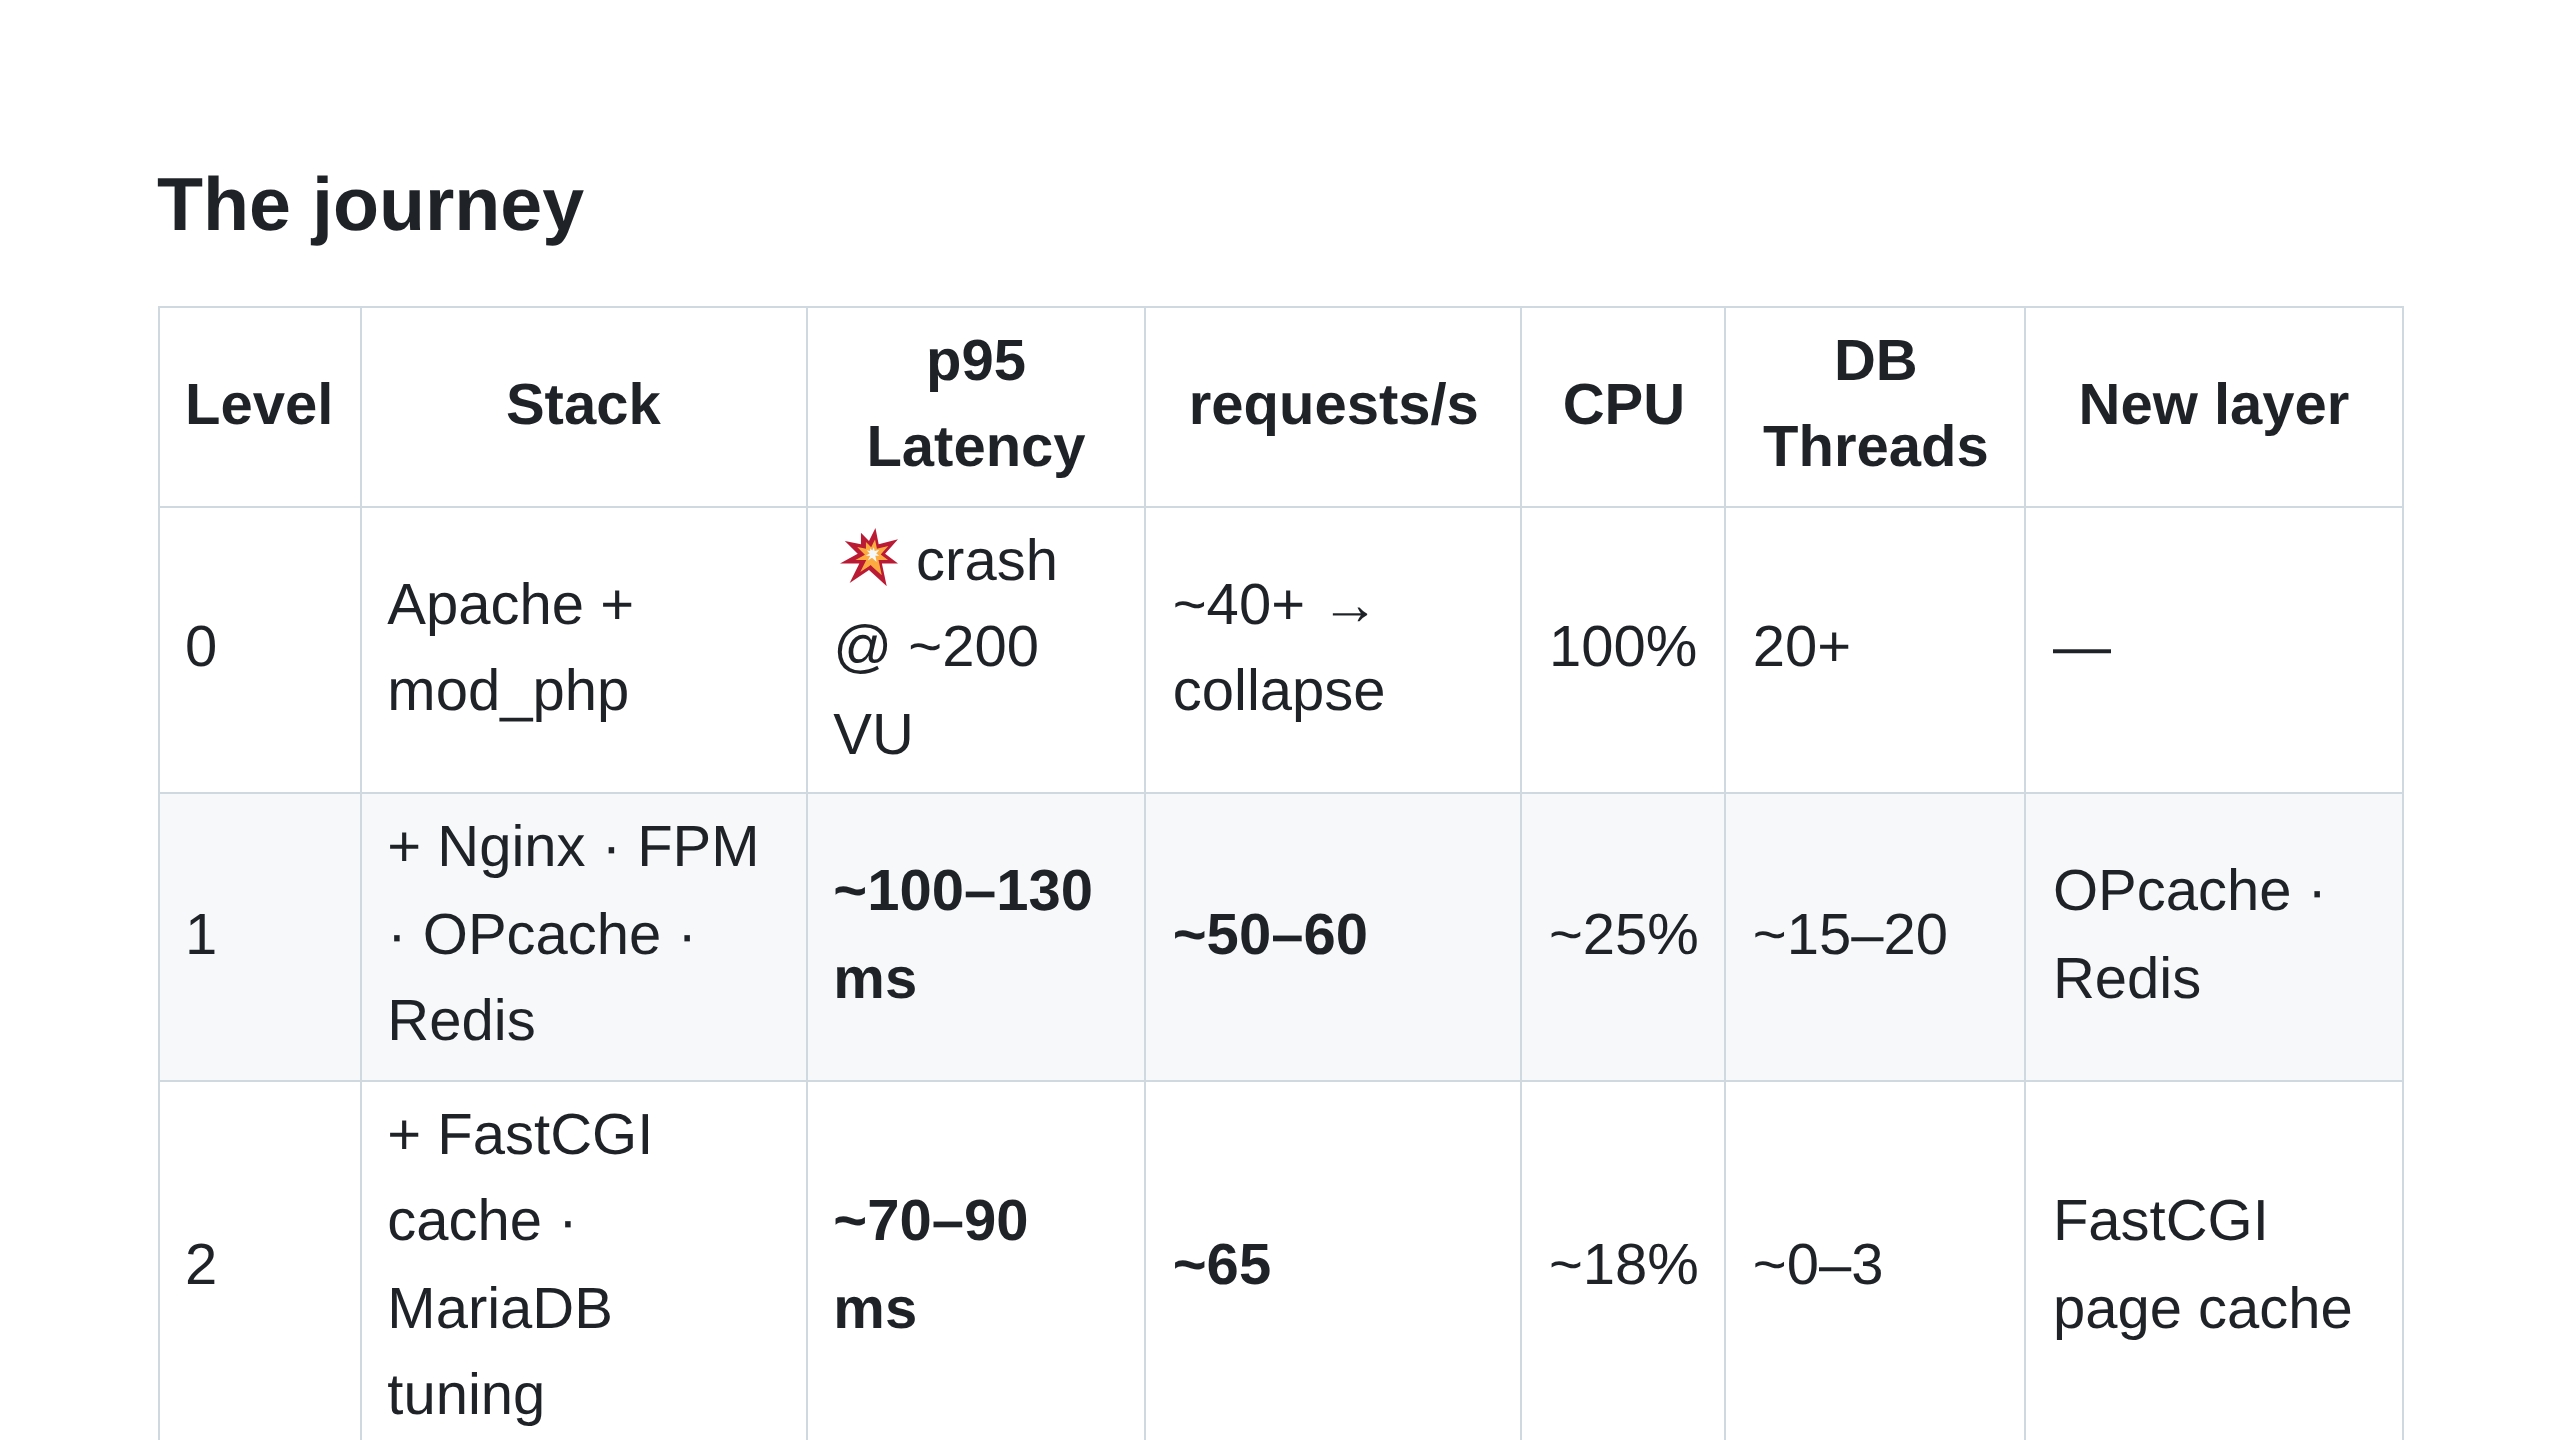 The journey
Level
Stack
p95
Latency
requests/s
CPU
DB
Threads
New layer
0
Apache +
mod_php
💥 crash
@ ~200
VU
~40+ →
collapse
100%
20+
—
1
+ Nginx · FPM
· OPcache ·
Redis
~100–130
ms
~50–60
~25%
~15–20
OPcache ·
Redis
2
+ FastCGI
cache ·
MariaDB
tuning
~70–90
ms
~65
~18%
~0–3
FastCGI
page cache